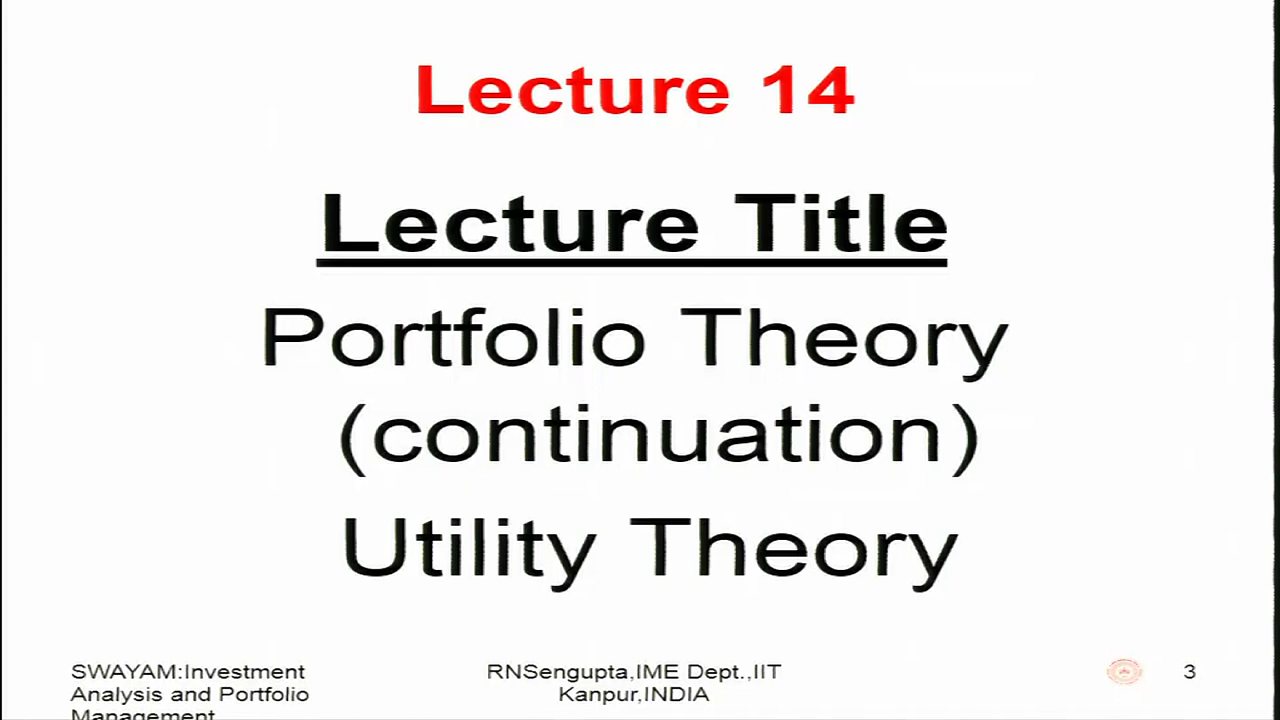 Lecture 14
Lecture Title
Portfolio Theory
(continuation)
Utility Theory
SWAYAM:Investment
Analysis and Portfolio
Management
RNSengupta,IME Dept.,IIT
Kanpur,INDIA
3